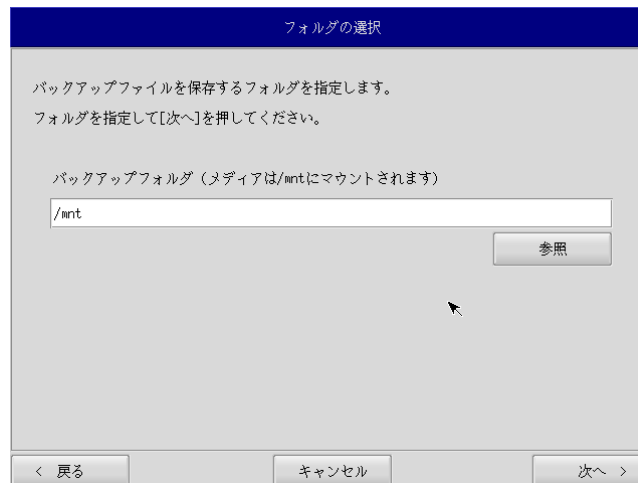 フォルダの選択
バックアップファイルを保存するフォルダを指定します。
フォルダを指定して[次へ]を押してください。
バックアップフォルダ（メディアは/mntにマウントされます）
/mnt
参照
< 戻る
キャンセル
次へ >